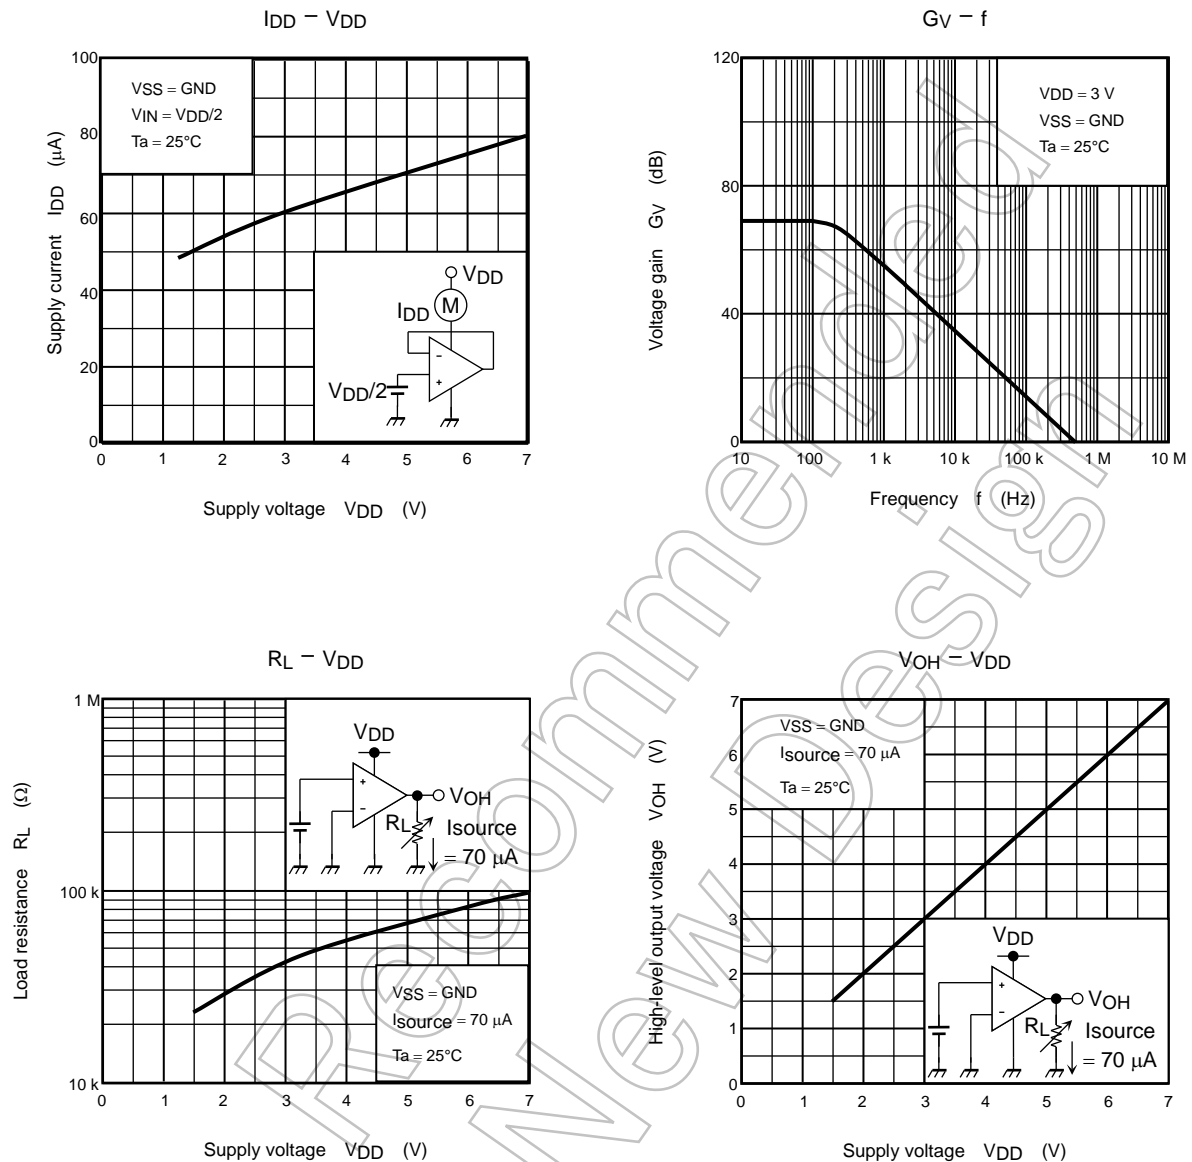 IDD − VDD
100
80
60
40
20
0
0 1 2 3 4 5 6 7
Supply current IDD (μA)
Supply voltage VDD (V)
VSS = GND
VIN = VDD/2
Ta = 25°C
VDD
IDD
M
VDD/2
−
+
GV − f
120
80
40
0
10 100 1 k 10 k 100 k 1 M 10 M
Voltage gain GV (dB)
Frequency f (Hz)
VDD = 3 V
VSS = GND
Ta = 25°C
RL − VDD
1 M
100 k
10 k
0 1 2 3 4 5 6 7
Load resistance RL (Ω)
Supply voltage VDD (V)
VDD
+
−
VOH
RL
Isource
= 70 μA
VSS = GND
Isource = 70 μA
Ta = 25°C
VOH − VDD
7
6
5
4
3
2
1
0
0 1 2 3 4 5 6 7
High-level output voltage VOH (V)
Supply voltage VDD (V)
VSS = GND
Isource = 70 μA
Ta = 25°C
VDD
+
−
VOH
RL
Isource
= 70 μA
Recommended
New Design